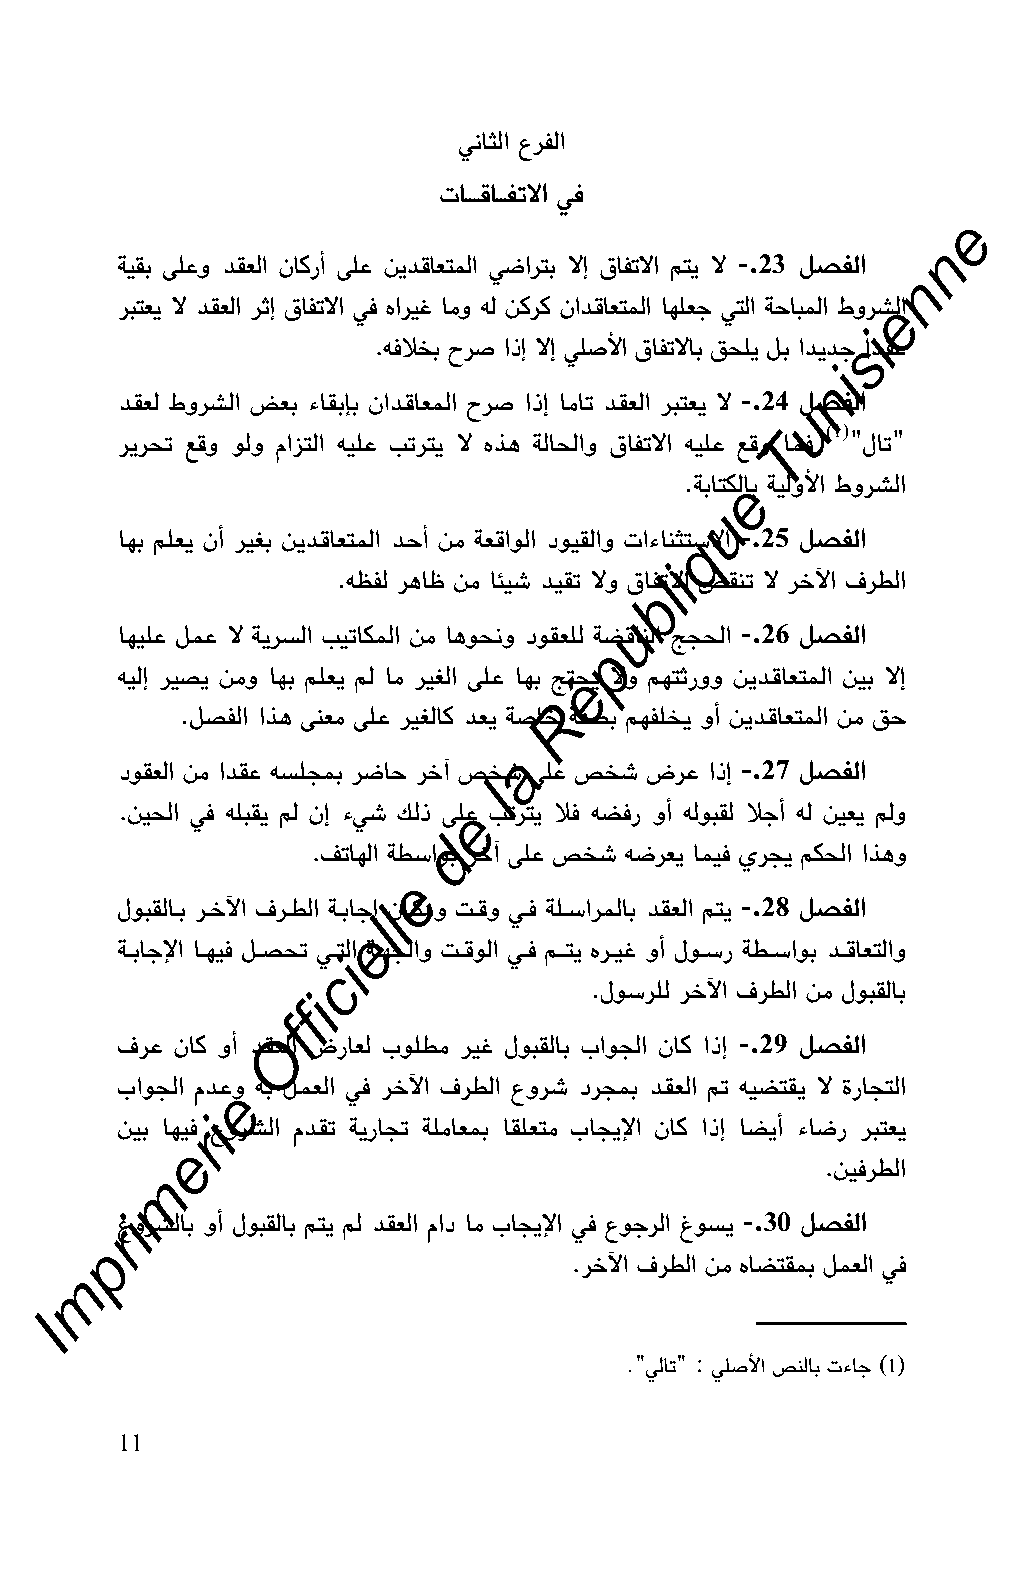 الفرع الثاني
في الاتفـاقـات
الفصل 23.- لا يتم الاتفاق إلا بتراضي المتعاقدين على أركان العقد وعلى بقية
الشروط المباحة التي جعلها المتعاقدان كركن له وما غيراه في الاتفاق إثر العقد لا يعتبر
عقدا جديدا بل يلحق بالاتفاق الأصلي إلا إذا صرح بخلافه.
الفصل 24.- لا يعتبر العقد تاما إذا صرح المعاقدان بإبقاء بعض الشروط لعقد
"تال"(1) فما وقع عليه الاتفاق والحالة هذه لا يترتب عليه التزام ولو وقع تحرير
الشروط الأولية بالكتابة.
الفصل 25.- الاستثناءات والقيود الواقعة من أحد المتعاقدين بغير أن يعلم بها
الطرف الآخر لا تنقض الاتفاق ولا تقيد شيئا من ظاهر لفظه.
الفصل 26.- الحجج الناقضة للعقود ونحوها من المكاتيب السرية لا عمل عليها
إلا بين المتعاقدين وورثتهم ولا يحتج بها على الغير ما لم يعلم بها ومن يصير إليه
حق من المتعاقدين أو يخلفهم بصفة خاصة يعد كالغير على معنى هذا الفصل.
الفصل 27.- إذا عرض شخص على شخص آخر حاضر بمجلسه عقدا من العقود
ولم يعين له أجلا لقبوله أو رفضه فلا يترتب على ذلك شيء إن لم يقبله في الحين.
وهذا الحكم يجري فيما يعرضه شخص على آخر بواسطة الهاتف.
الفصل 28.- يتم العقد بالمراسلة في وقت ومكان إجابة الطرف الآخر بالقبول
والتعاقد بواسطة رسول أو غيره يتم في الوقت والجهة التي تحصل فيها الإجابة
بالقبول من الطرف الآخر للرسول.
الفصل 29.- إذا كان الجواب بالقبول غير مطلوب لعارض العقد أو كان عرف
التجارة لا يقتضيه تم العقد بمجرد شروع الطرف الآخر في العمل به وعدم الجواب
يعتبر رضاء أيضا إذا كان الإيجاب متعلقا بمعاملة تجارية تقدم الشروع فيها بين
الطرفين.
الفصل 30.- يسوغ الرجوع في الإيجاب ما دام العقد لم يتم بالقبول أو بالشروع
في العمل بمقتضاه من الطرف الآخر.
(1) جاءت بالنص الأصلي : "تالي".
11
Imprimerie Officielle de la République Tunisienne